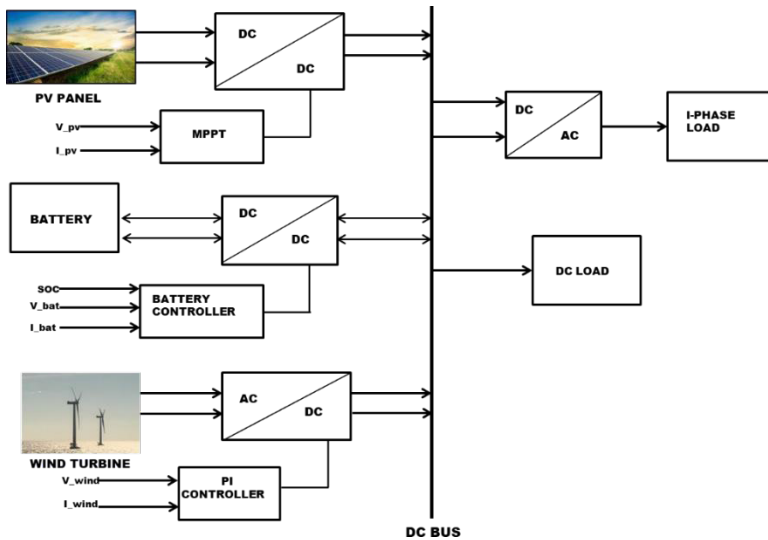 DC
DC
PV PANEL
V_pv
MPPT
I_pv
DC
AC
I-PHASE
LOAD
BATTERY
DC
DC
SOC
V_bat
I_bat
BATTERY
CONTROLLER
DC LOAD
AC
DC
WIND TURBINE
V_wind
I_wind
PI
CONTROLLER
DC BUS